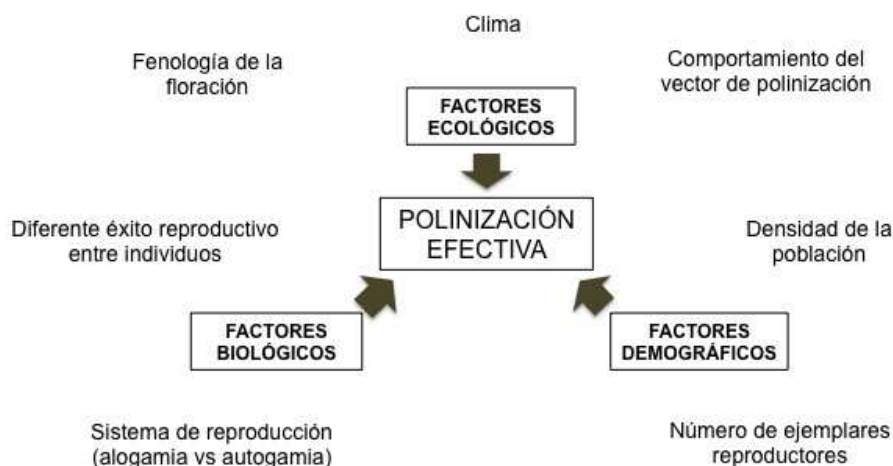 Clima
Fenología de la
floración
Comportamiento del
vector de polinización
FACTORES
ECOLÓGICOS
POLINIZACIÓN
EFECTIVA
Diferente éxito reproductivo
entre individuos
Densidad de la
población
FACTORES
BIOLÓGICOS
FACTORES
DEMOGRÁFICOS
Sistema de reproducción
(alogamia vs autogamia)
Número de ejemplares
reproductores